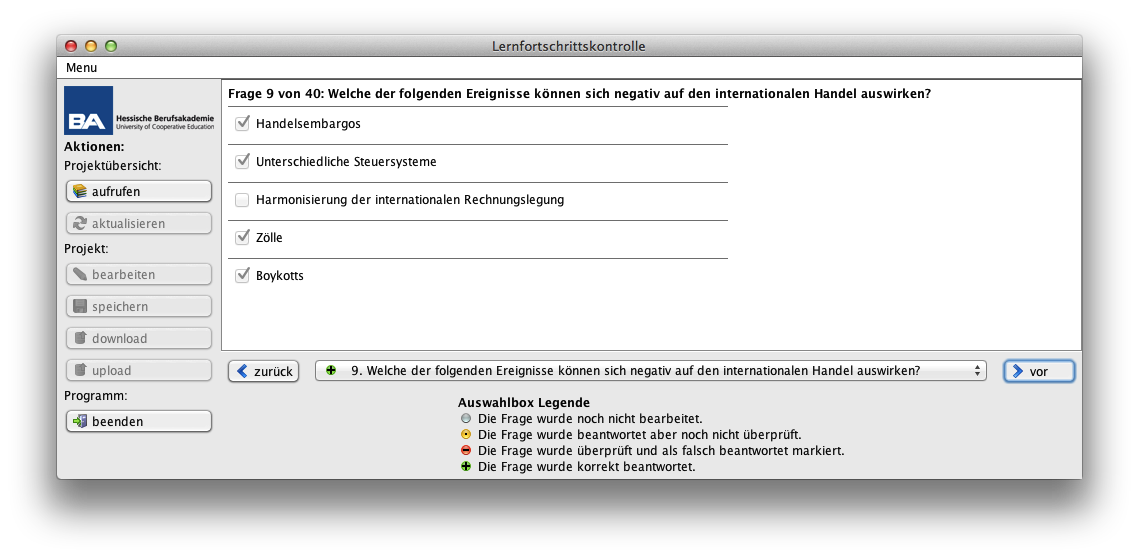 Lernfortschrittskontrolle
Menu
BA Hessische Berufsakademie
University of Cooperative Education
Aktionen:
Projektübersicht:
aufrufen
aktualisieren
Projekt:
bearbeiten
speichern
download
upload
Programm:
beenden
Frage 9 von 40: Welche der folgenden Ereignisse können sich negativ auf den internationalen Handel auswirken?
Handelsembargos
Unterschiedliche Steuersysteme
Harmonisierung der internationalen Rechnungslegung
Zölle
Boykotts
zurück
9. Welche der folgenden Ereignisse können sich negativ auf den internationalen Handel auswirken?
vor
Auswahlbox Legende
Die Frage wurde noch nicht bearbeitet.
Die Frage wurde beantwortet aber noch nicht überprüft.
Die Frage wurde überprüft und als falsch beantwortet markiert.
Die Frage wurde korrekt beantwortet.